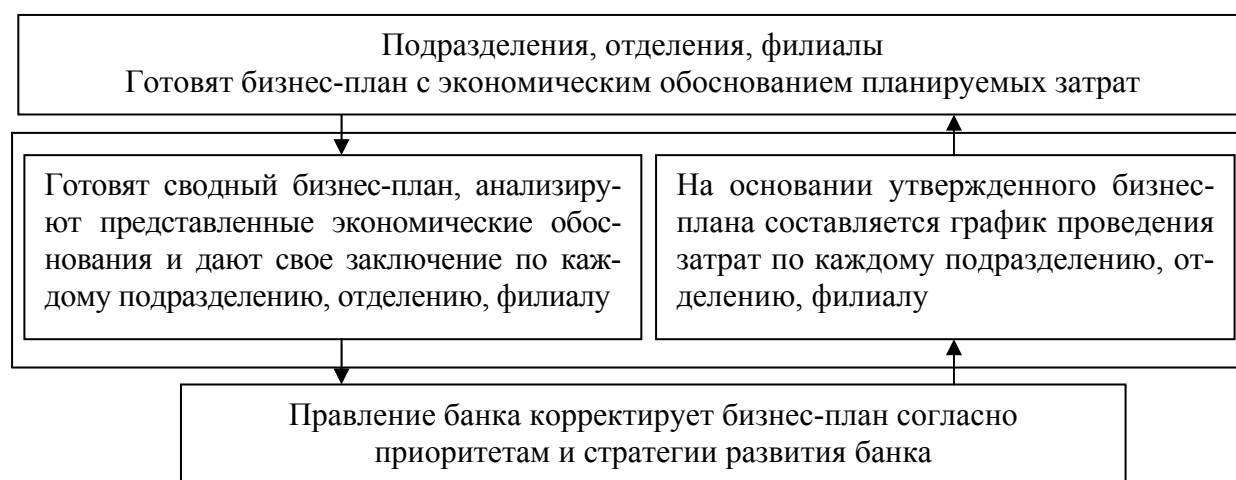 Подразделения, отделения, филиалы
Готовят бизнес-план с экономическим обоснованием планируемых затрат
Готовят сводный бизнес-план, анализиру-
ют представленные экономические обос-
нования и дают свое заключение по каж-
дому подразделению, отделению, филиалу
На основании утвержденного бизнес-
плана составляется график проведения
затрат по каждому подразделению, от-
делению, филиалу
Правление банка корректирует бизнес-план согласно
приоритетам и стратегии развития банка